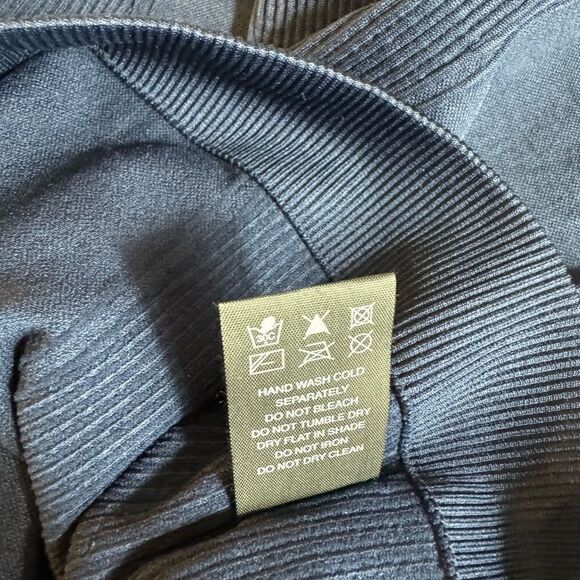 HAND WASH COLD
SEPARATELY
DO NOT BLEACH
DO NOT TUMBLE DRY
DRY FLAT IN SHADE
DO NOT IRON
DO NOT DRY CLEAN